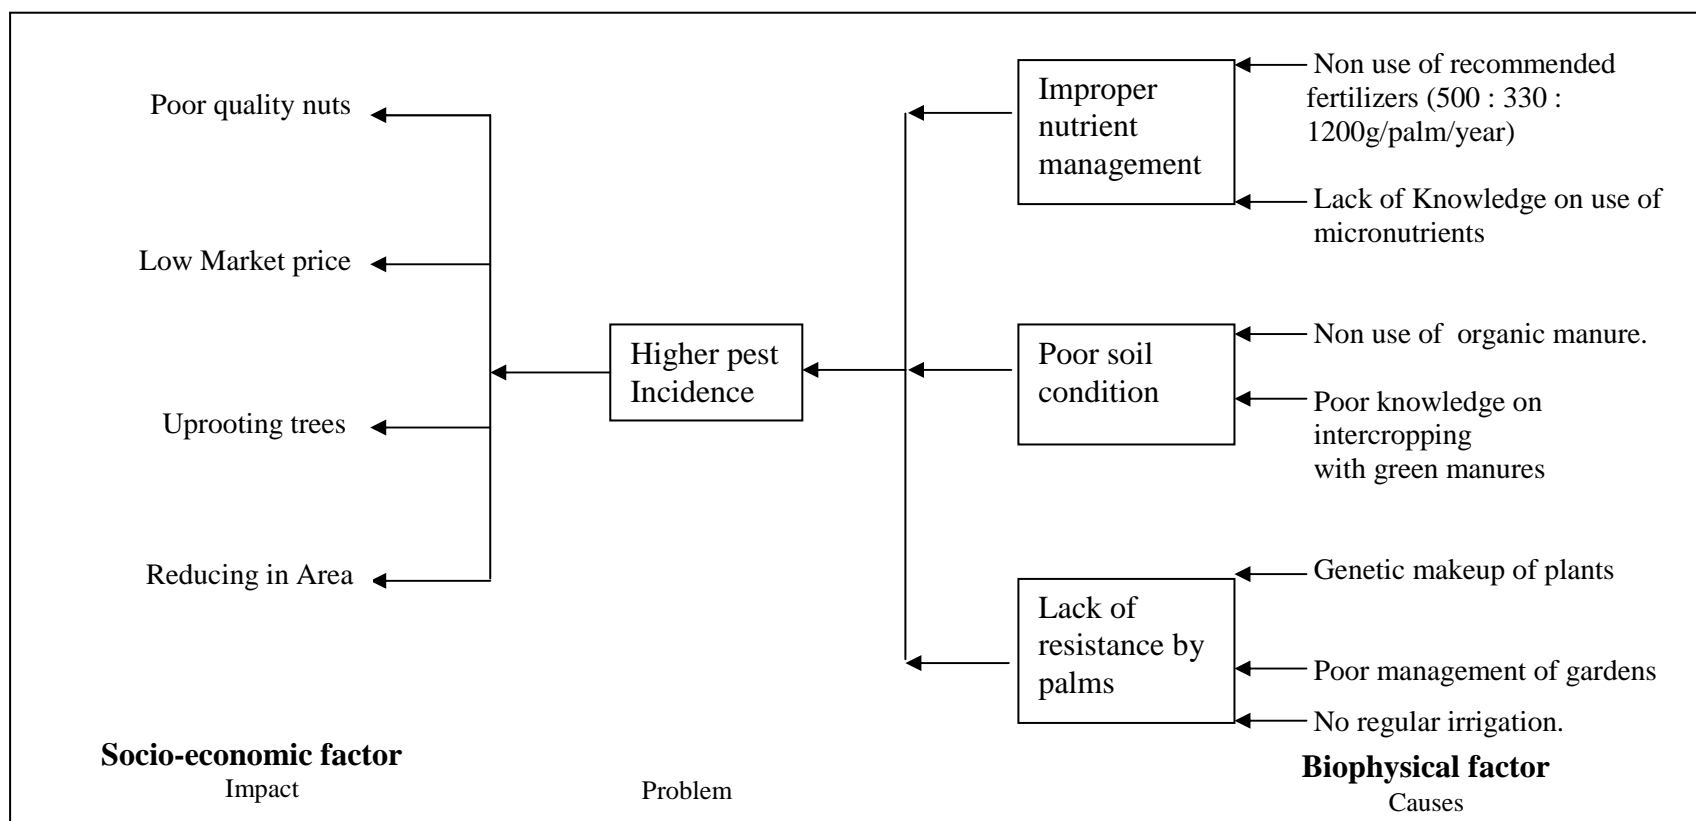 Poor quality nuts
Low Market price
Uprooting trees
Reducing in Area
Higher pest
Incidence
Improper
nutrient
management
Non use of recommended
fertilizers (500 : 330 :
1200g/palm/year)
Lack of Knowledge on use of
micronutrients
Poor soil
condition
Non use of  organic manure.
Poor knowledge on
intercropping
with green manures
Lack of
resistance by
palms
Genetic makeup of plants
Poor management of gardens
No regular irrigation.
Socio-economic factor
Impact
Problem
Biophysical factor
Causes